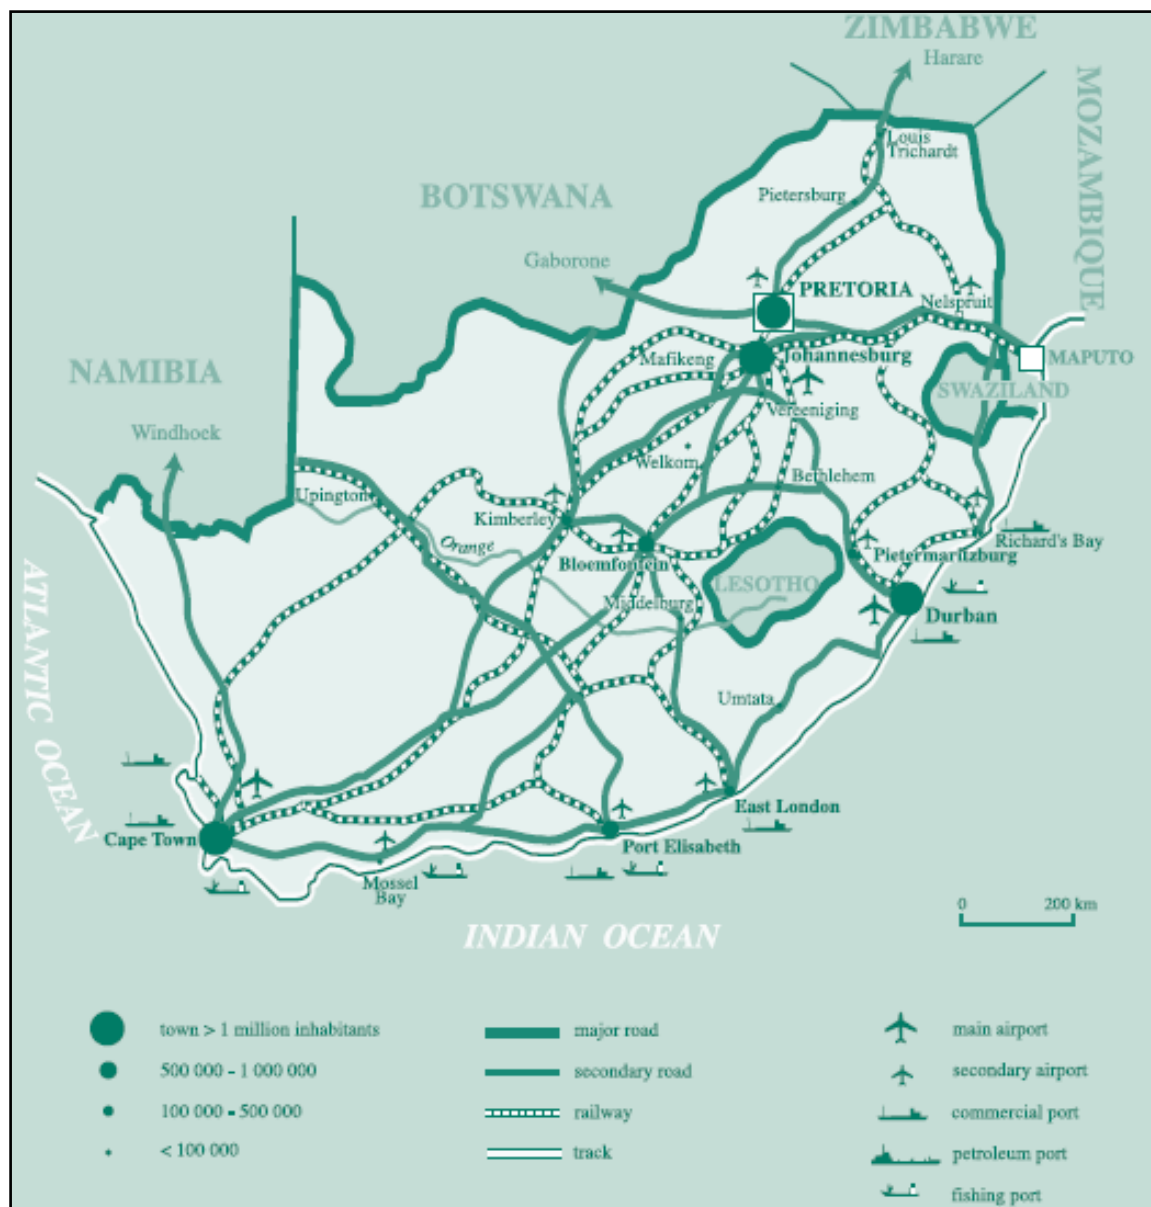 ZIMBABWE
Harare
MOZAMBIQUE
Louis
Trichardt
BOTSWANA
Pietersburg
Gaborone
PRETORIA
Nelspruit
Mafikeng
Johannesburg
MAPUTO
NAMIBIA
SWAZILAND
Vereeniging
Windhoek
Welkom
Bethlehem
Upington
Kimberley
Orange
Richard's Bay
Bloemfontein
Pietermaritzburg
LESOTHO
Middelburg
Durban
ATLANTIC OCEAN
Umtata
East London
Cape Town
Port Elisabeth
Mossel
Bay
0 200 km
INDIAN OCEAN
town > 1 million inhabitants
500 000 - 1 000 000
100 000 - 500 000
< 100 000
major road
secondary road
railway
track
main airport
secondary airport
commercial port
petroleum port
fishing port